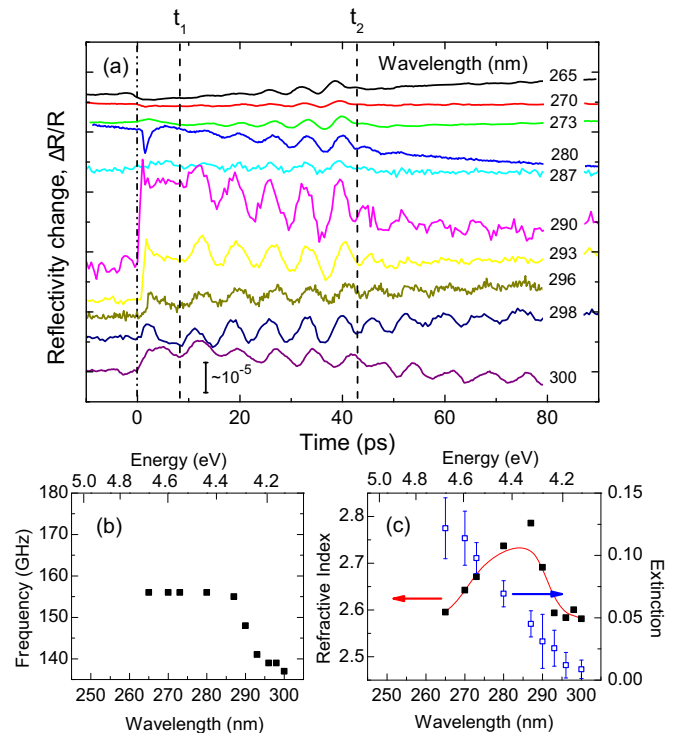 t1 t2
(a) Wavelength (nm)
265
270
273
280
287
290
293
296
298
300
Reflectivity change, ΔR/R
~10-5
0 20 40 60 80
Time (ps)
Energy (eV)
5.0 4.8 4.6 4.4 4.2
180
170
160
150
140
Frequency (GHz)
(b)
250 260 270 280 290 300
Wavelength (nm)
Energy (eV)
5.0 4.8 4.6 4.4 4.2
2.8
2.7
2.6
2.5
Refractive Index
(c)
0.15
0.10
0.05
0.00
Extinction
250 260 270 280 290 300
Wavelength (nm)